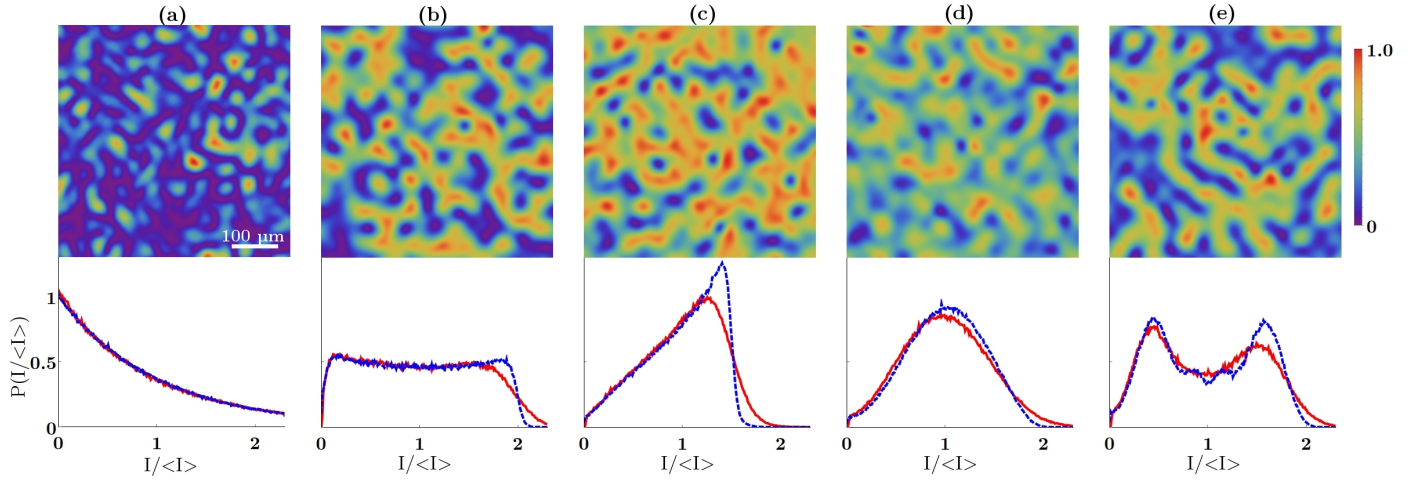 (a) (b) (c) (d) (e)
1.0
0
100 µm
P(I/<I>)
1
0.5
0
0 1 2
0 1 2
0 1 2
0 1 2
0 1 2
I/<I> I/<I> I/<I> I/<I> I/<I>